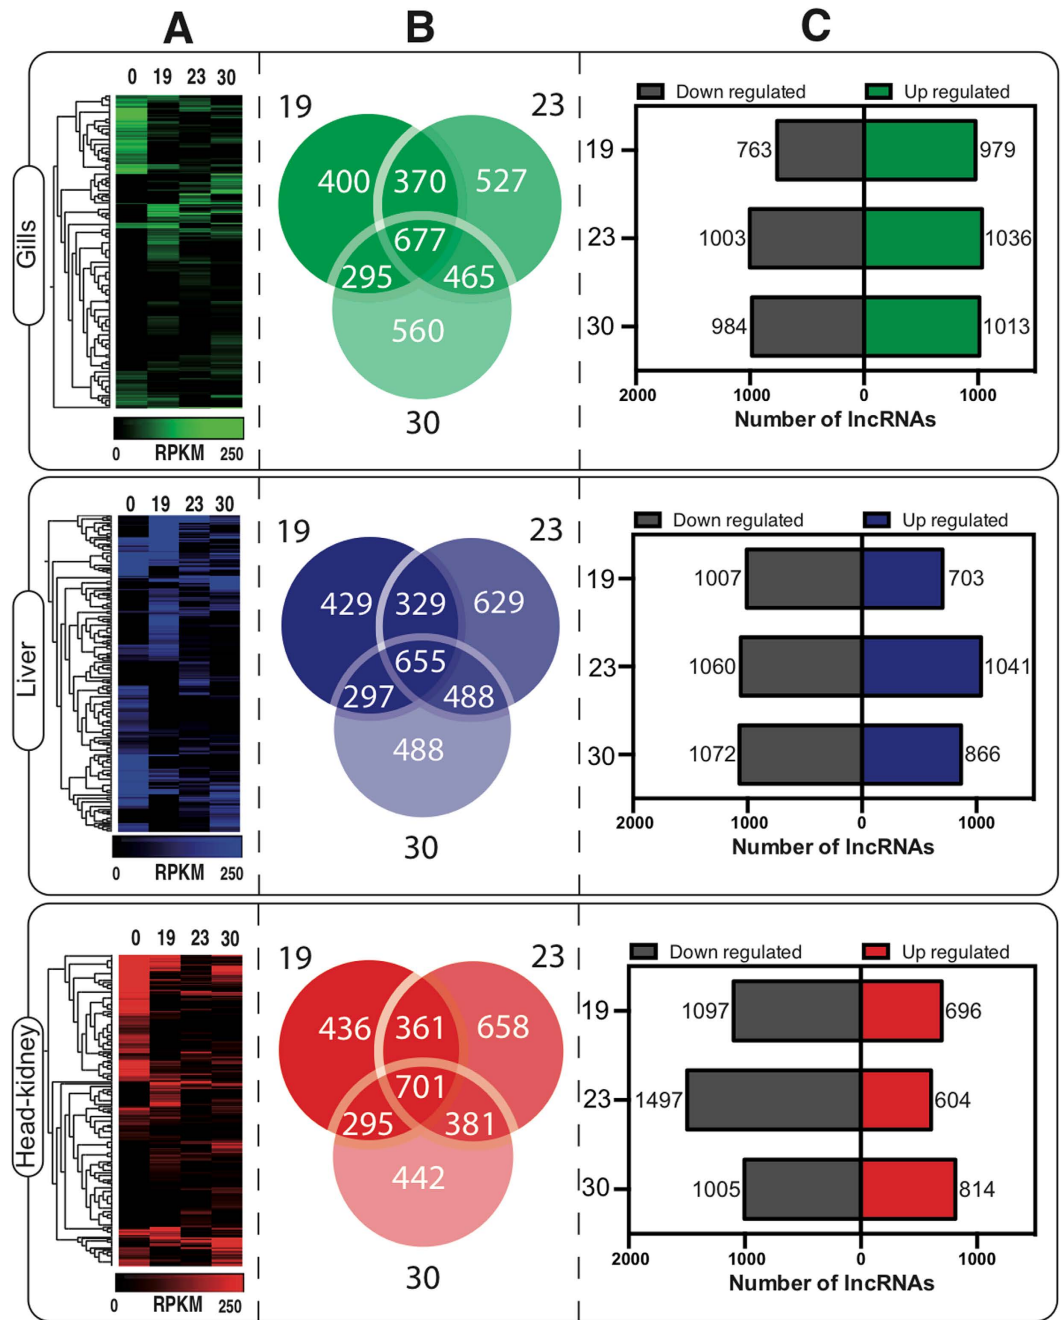 A B C
Gills
0 19 23 30
0 RPKM 250
19 23
400 370 527
677
295 465
560
30
Down regulated Up regulated
19 763 979
23 1003 1036
30 984 1013
2000 1000 0 1000
Number of lncRNAs
Liver
0 19 23 30
0 RPKM 250
19 23
429 329 629
655
297 488
488
30
Down regulated Up regulated
19 1007 703
23 1060 1041
30 1072 866
2000 1000 0 1000
Number of lncRNAs
Head-kidney
0 19 23 30
0 RPKM 250
19 23
436 361 658
701
295 381
442
30
Down regulated Up regulated
19 1097 696
23 1497 604
30 1005 814
2000 1000 0 1000
Number of lncRNAs